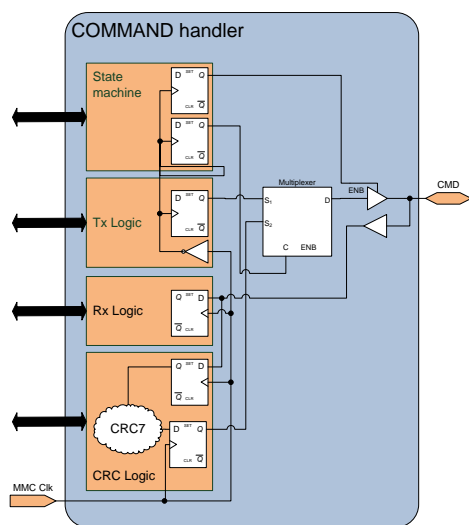 COMMAND handler
State
machine
D SET Q
CLR Q
D SET Q
CLR Q
Tx Logic
D SET Q
CLR Q
Multiplexer
S1
S2
D
C ENB
ENB
CMD
Rx Logic
Q SET D
Q CLR
Q SET D
Q CLR
CRC7
D SET Q
CLR Q
CRC Logic
MMC Clk